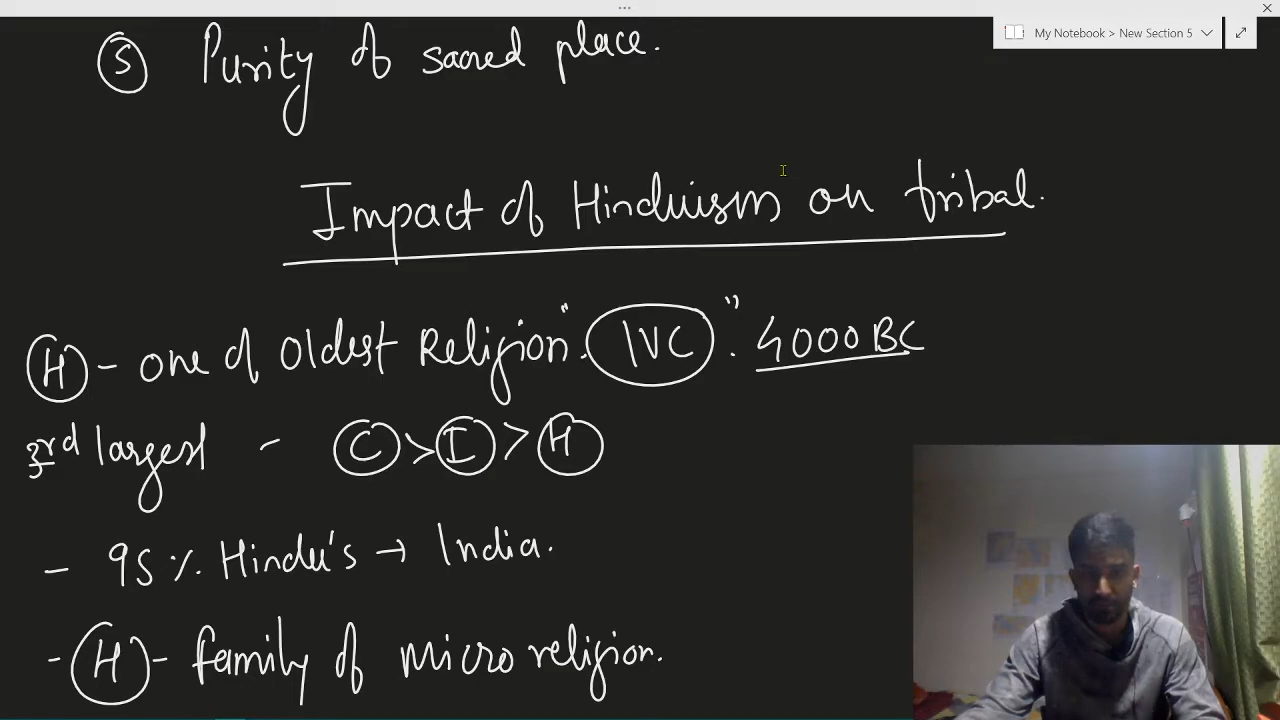 My Notebook > New Section 5
5 Purity of sacred place.
Impact of Hinduism on tribal.
H - one of Oldest Religion". IVC ". 4000 BC
3rd largest - C > I > H
- 95 % Hindu's → India.
- H - family of micro religion.